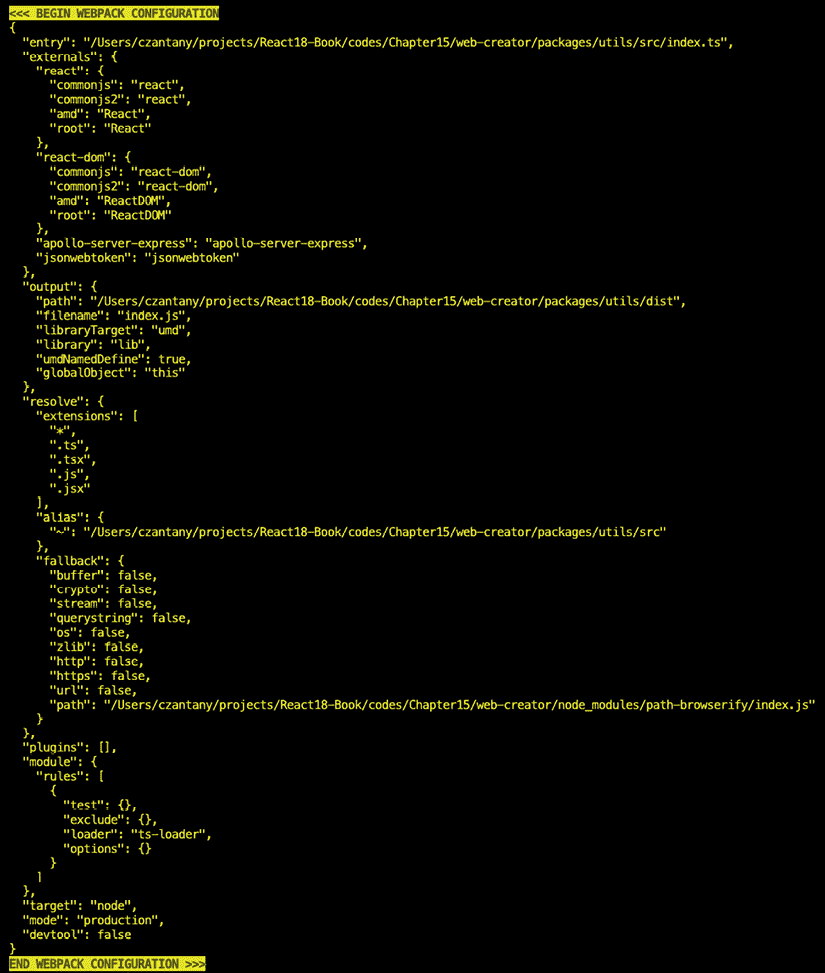 <<< BEGIN WEBPACK CONFIGURATION
{
  "entry": "/Users/czantany/projects/React18-Book/codes/Chapter15/web-creator/packages/utils/src/index.ts",
  "externals": {
    "react": {
      "commonjs": "react",
      "commonjs2": "react",
      "amd": "React",
      "root": "React"
    },
    "react-dom": {
      "commonjs": "react-dom",
      "commonjs2": "react-dom",
      "amd": "ReactDOM",
      "root": "ReactDOM"
    },
    "apollo-server-express": "apollo-server-express",
    "jsonwebtoken": "jsonwebtoken"
  },
  "output": {
    "path": "/Users/czantany/projects/React18-Book/codes/Chapter15/web-creator/packages/utils/dist",
    "filename": "index.js",
    "libraryTarget": "umd",
    "library": "lib",
    "umdNamedDefine": true,
    "globalObject": "this"
  },
  "resolve": {
    "extensions": [
      "*",
      ".ts",
      ".tsx",
      ".js",
      ".jsx"
    ],
    "alias": {
      "~": "/Users/czantany/projects/React18-Book/codes/Chapter15/web-creator/packages/utils/src"
    },
    "fallback": {
      "buffer": false,
      "crypto": false,
      "stream": false,
      "querystring": false,
      "os": false,
      "zlib": false,
      "http": false,
      "https": false,
      "url": false,
      "path": "/Users/czantany/projects/React18-Book/codes/Chapter15/web-creator/node_modules/path-browserify/index.js"
    }
  },
  "plugins": [],
  "module": {
    "rules": [
      {
        "test": {},
        "exclude": {},
        "loader": "ts-loader",
        "options": {}
      }
    ]
  },
  "target": "node",
  "mode": "production",
  "devtool": false
}
END WEBPACK CONFIGURATION >>>